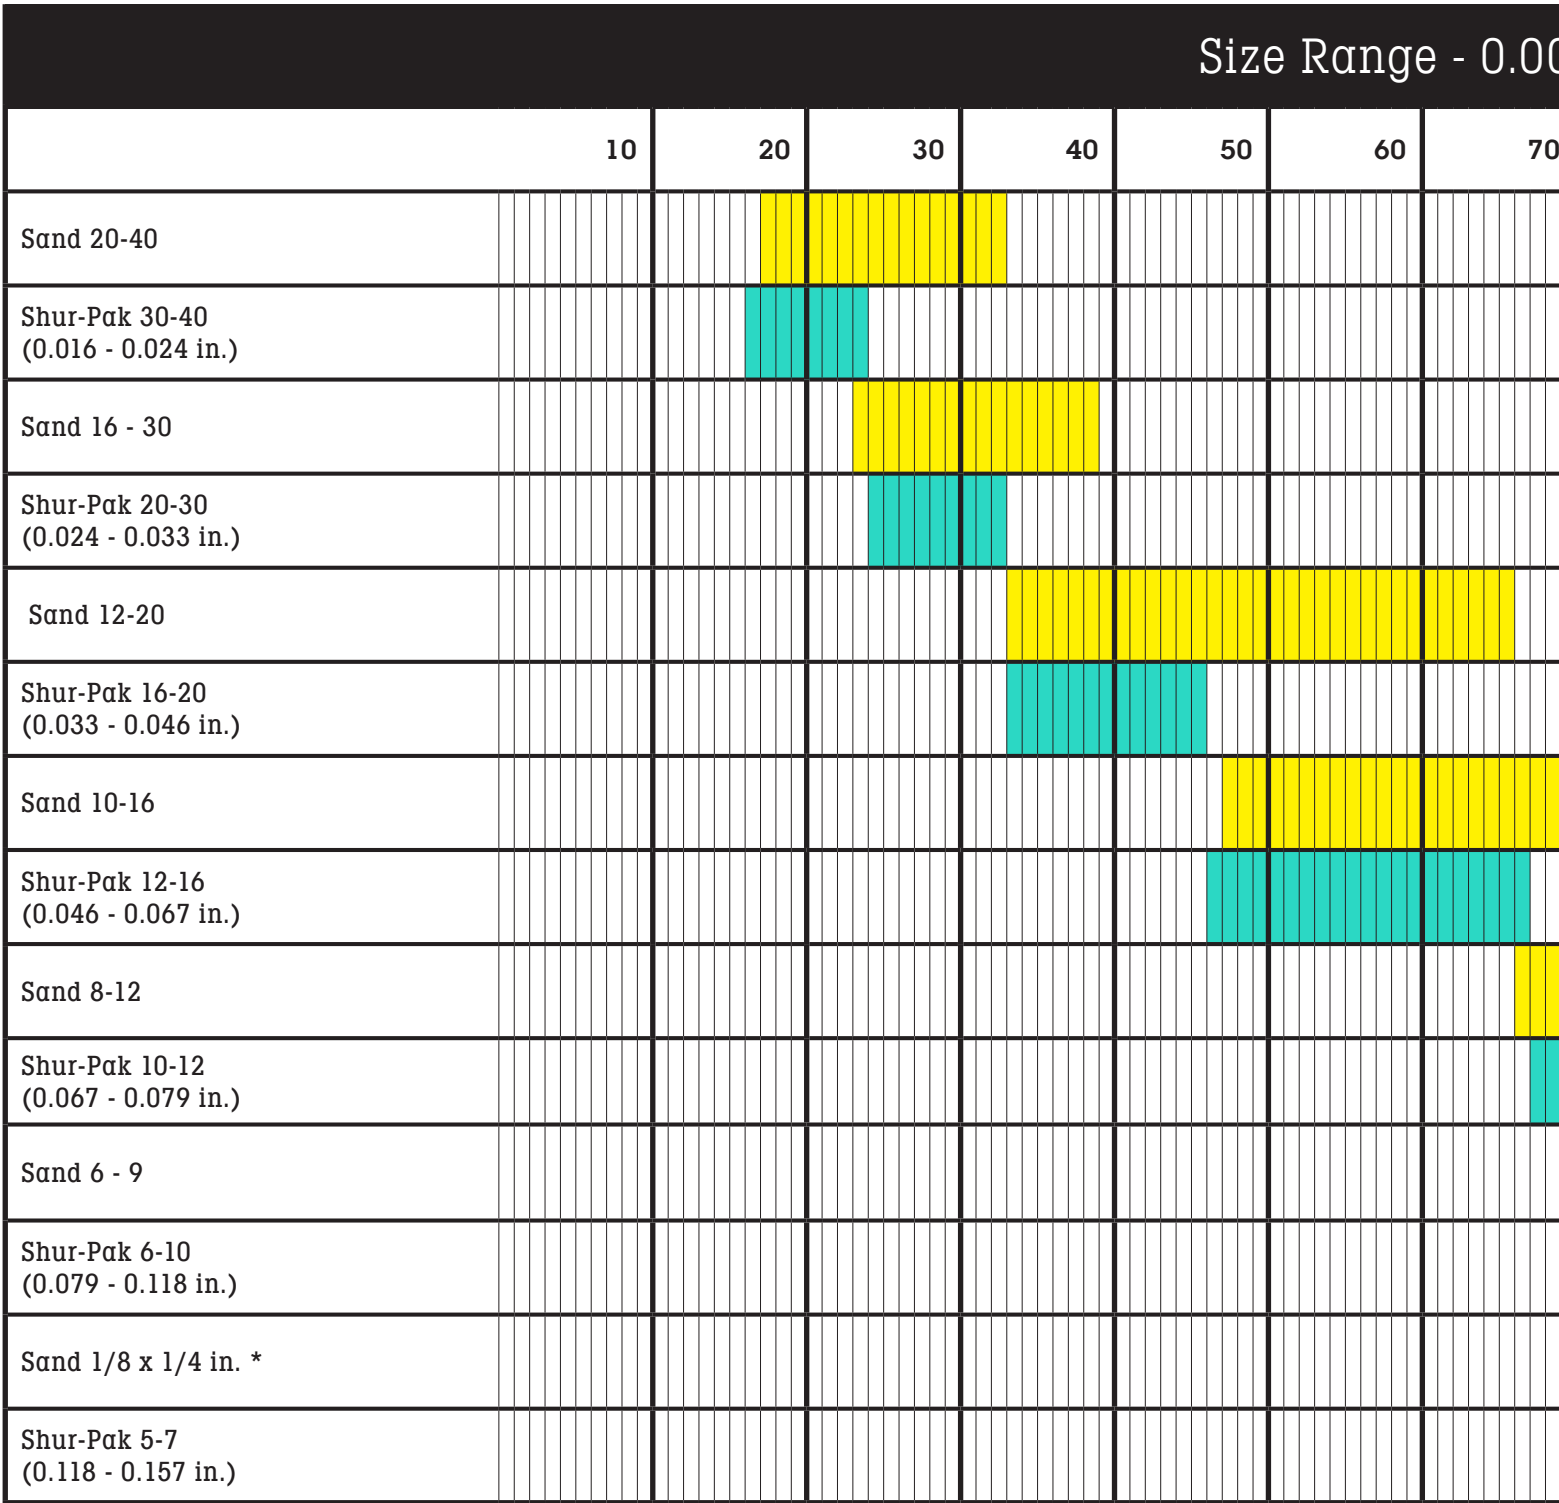 Size Range - 0.00
10 20 30 40 50 60 70
Sand 20-40
Shur-Pak 30-40
(0.016 - 0.024 in.)
Sand 16 - 30
Shur-Pak 20-30
(0.024 - 0.033 in.)
Sand 12-20
Shur-Pak 16-20
(0.033 - 0.046 in.)
Sand 10-16
Shur-Pak 12-16
(0.046 - 0.067 in.)
Sand 8-12
Shur-Pak 10-12
(0.067 - 0.079 in.)
Sand 6 - 9
Shur-Pak 6-10
(0.079 - 0.118 in.)
Sand 1/8 x 1/4 in. *
Shur-Pak 5-7
(0.118 - 0.157 in.)